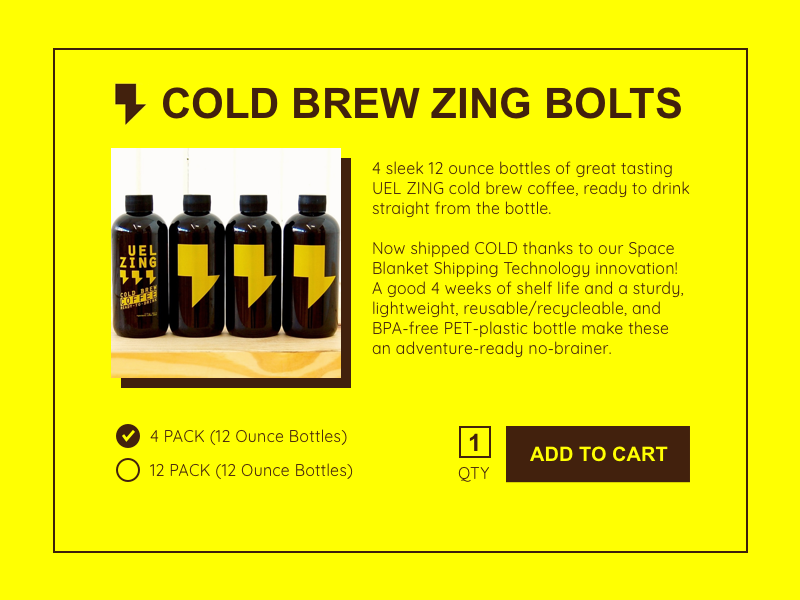 COLD BREW ZING BOLTS
4 sleek 12 ounce bottles of great tasting
UEL ZING cold brew coffee, ready to drink
straight from the bottle.
Now shipped COLD thanks to our Space
Blanket Shipping Technology innovation!
A good 4 weeks of shelf life and a sturdy,
lightweight, reusable/recyclable, and
BPA-free PET-plastic bottle make these
an adventure-ready no-brainer.
UEL
ZING
COLD BREW
COFFEE
4 PACK (12 Ounce Bottles)
12 PACK (12 Ounce Bottles)
1
QTY
ADD TO CART